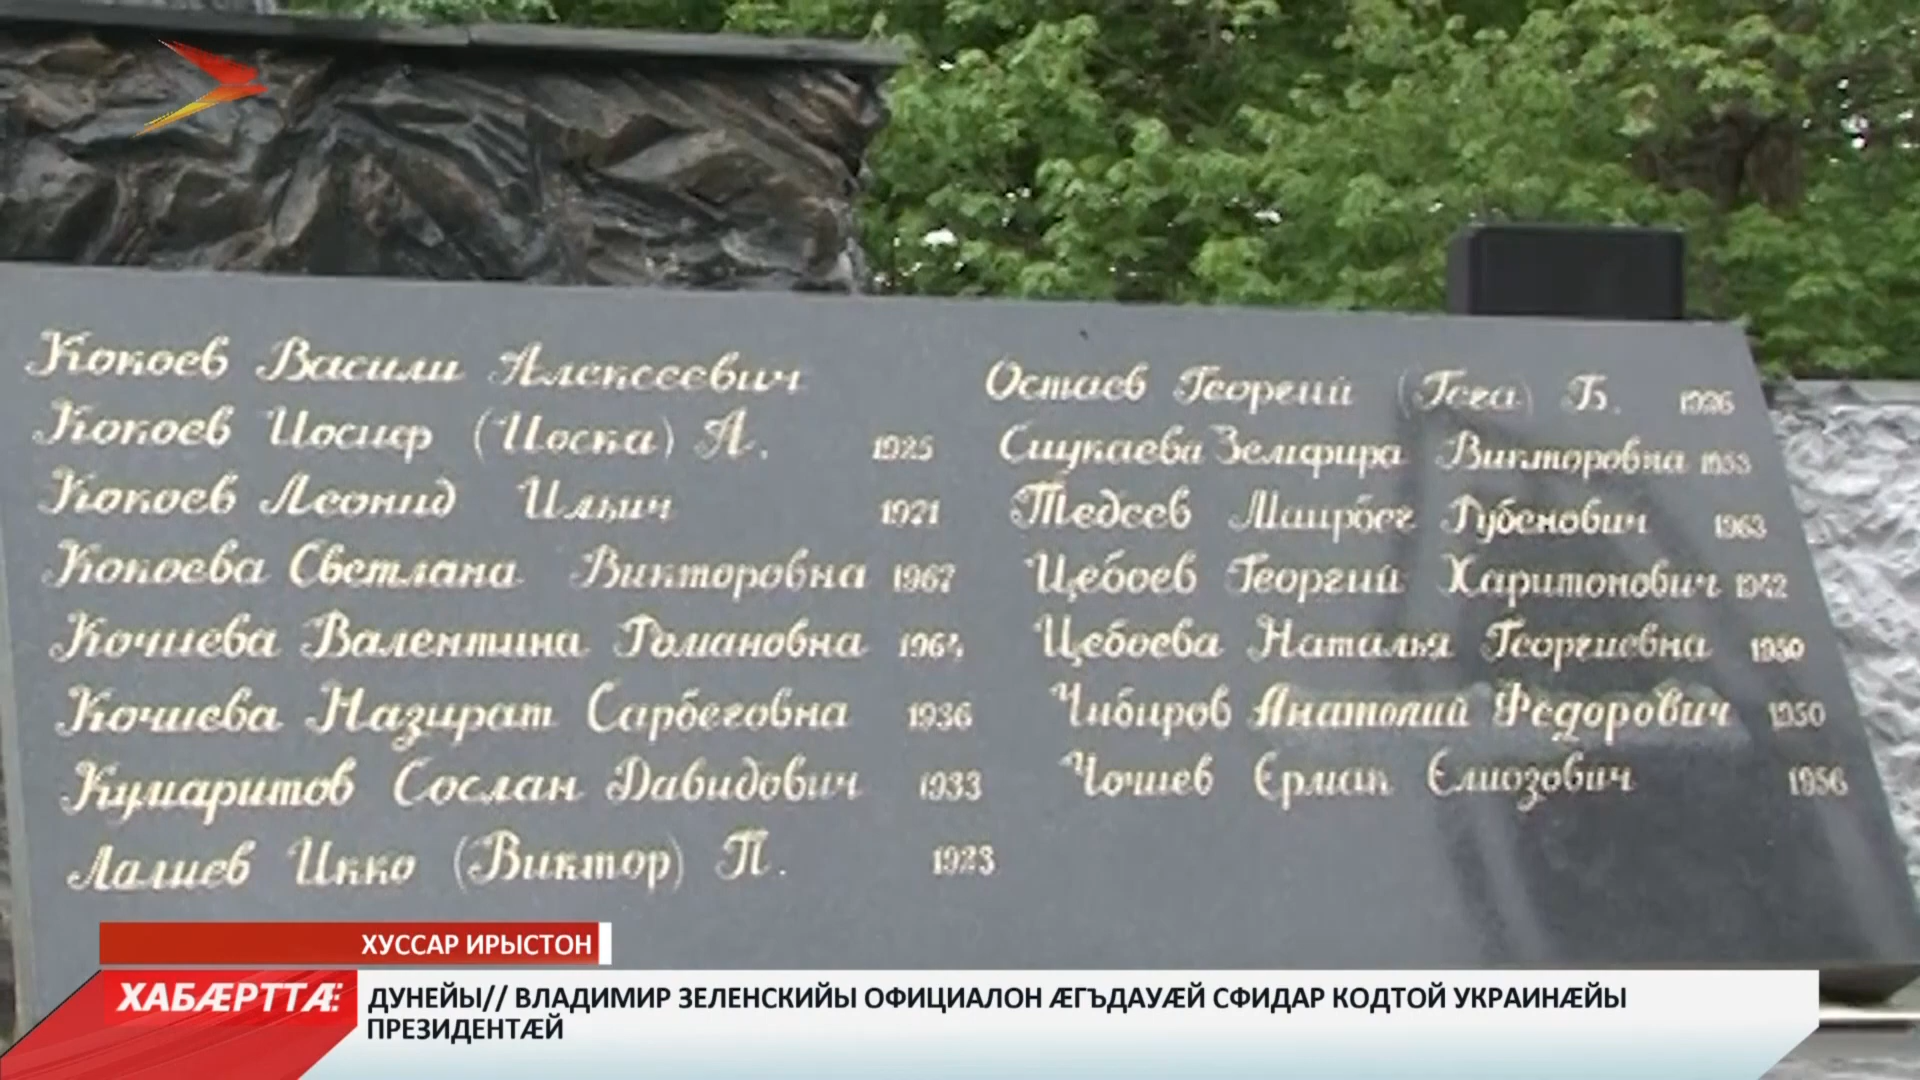 Кокоев Васили Алексеевич
Кокоев Иосиф (Иоска) А. 1925
Кокоев Леонид Ильич 1921
Кокоева Светлана Викторовна 1967
Кочиева Валентина Романовна 1964
Кочиева Назират Сарбеговна 1936
Кумаритов Сослан Давидович 1933
Лалиев Икко (Виктор) П. 1923
Остаев Георгий (Гега) Б. 1926
Сиукаева Земфира Викторовна 1953
Тедеев Маирбег Рубенович 1963
Цебоев Георгий Харитонович 1942
Цебоева Наталья Георгиевна 1950
Чибиров Анатолий Федорович 1950
Чочиев Ерман Елиозович 1956
ХУССАР ИРЫСТОН
ХАБÆРТТÆ
ДУНЕЙЫ// ВЛАДИМИР ЗЕЛЕНСКИЙЫ ОФИЦИАЛОН ÆГЪДАУÆЙ СФИДАР КОДТОЙ УКРАИНÆЙЫ
ПРЕЗИДЕНТÆЙ